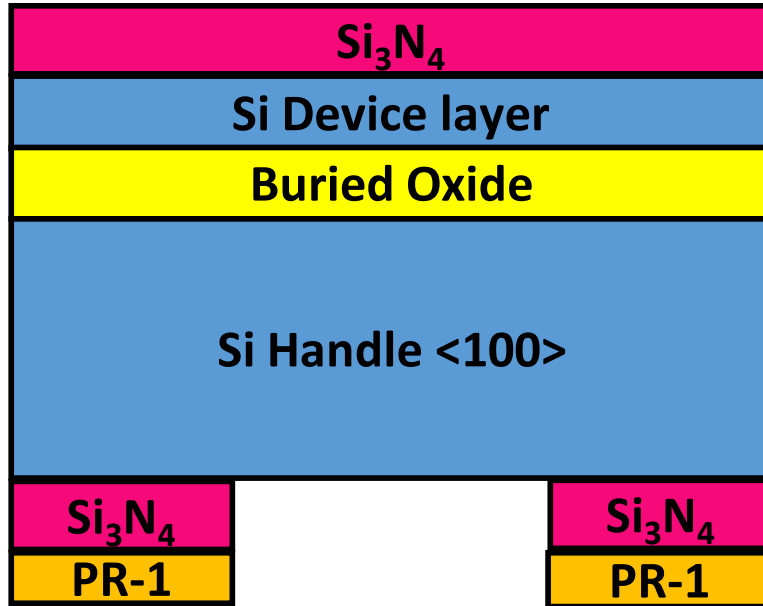 Si₃N₄
Si Device layer
Buried Oxide
Si Handle <100>
Si₃N₄
Si₃N₄
PR-1
PR-1